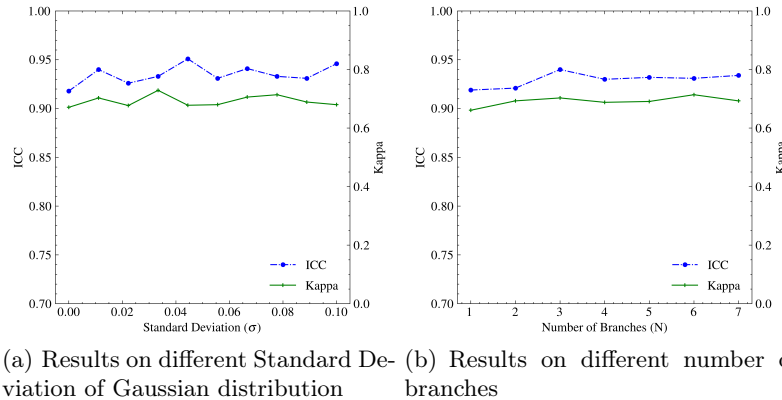 1.00
0.95
0.90
0.85
0.80
0.75
0.70
ICC
1.0
0.8
0.6
0.4
0.2
0.0
Kappa
ICC
Kappa
0.00 0.02 0.04 0.06 0.08 0.10
Standard Deviation (σ)
1.00
0.95
0.90
0.85
0.80
0.75
0.70
ICC
1.0
0.8
0.6
0.4
0.2
0.0
Kappa
ICC
Kappa
1 2 3 4 5 6 7
Number of Branches (N)
(a) Results on different Standard De-
viation of Gaussian distribution
(b) Results on different number
branches